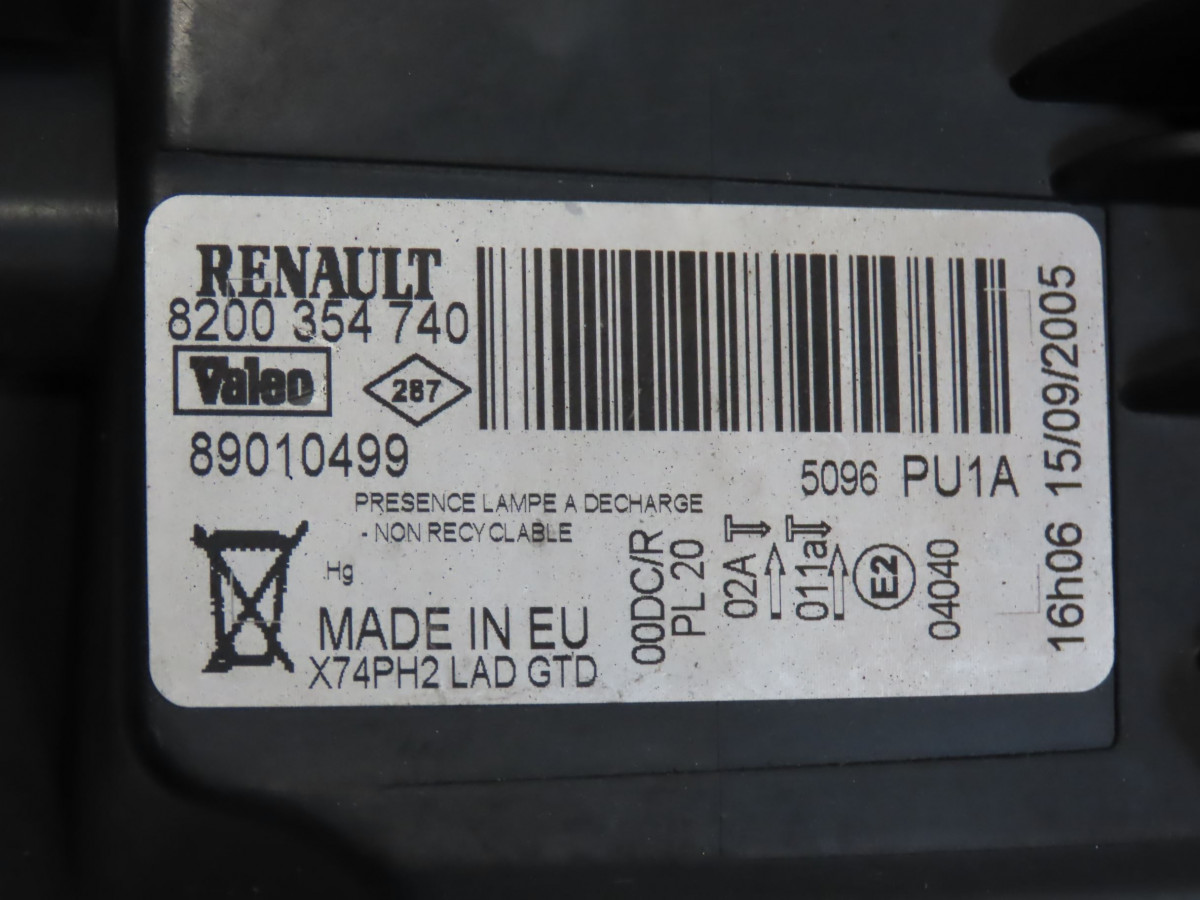 RENAULT
8200 354 740
Valeo
287
89010499
5096 PU1A
PRESENCE LAMPE A DECHARGE
- NON RECYCLABLE
.Hg
MADE IN EU
X74PH2 LAD GTD
00DC/R
PL 20
02A
011a
E2
04040
16h06 15/09/2005